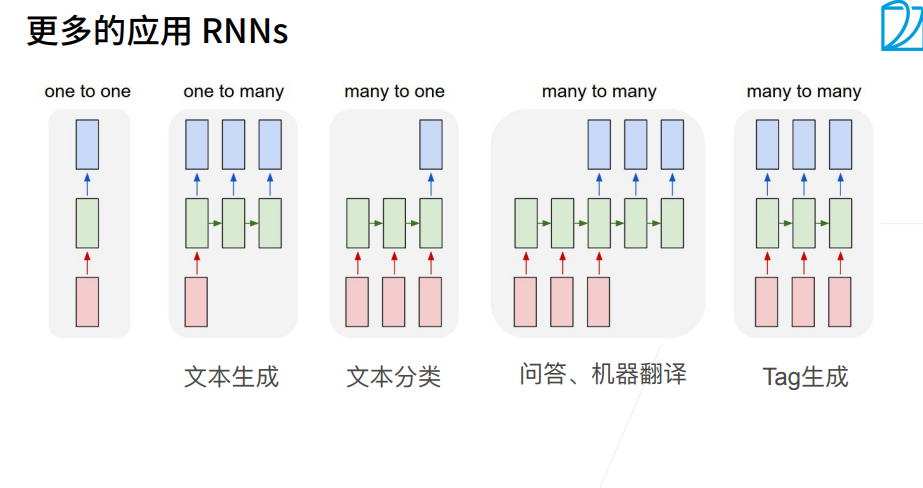 更多的应用 RNNs
one to one
one to many
many to one
many to many
many to many
文本生成
文本分类
问答、机器翻译
Tag生成